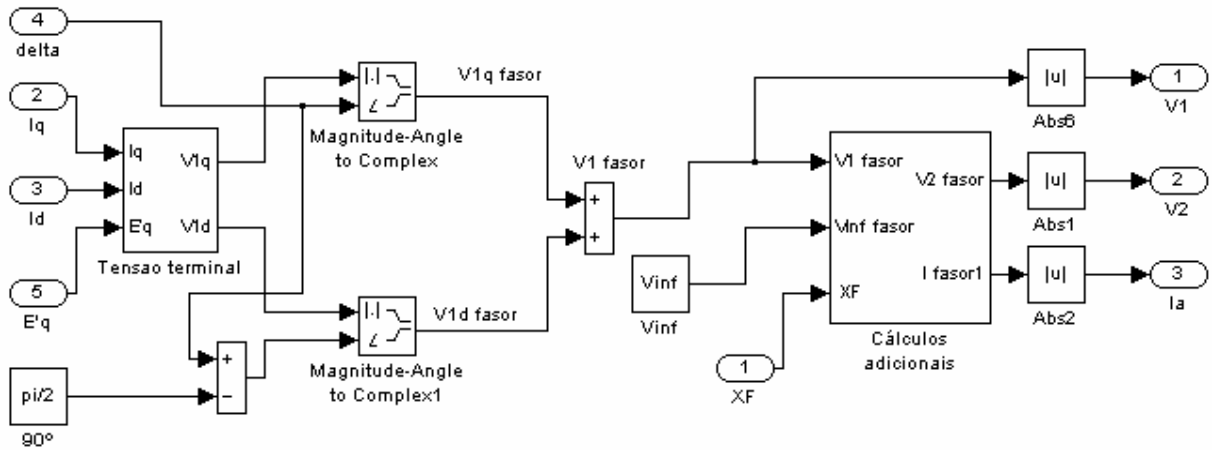 4
delta
2
Iq
3
Id
5
E'q
pi/2
90º
Iq
Id
E'q
V1q
V1d
Tensao terminal
+
−
|.|
∠
Magnitude-Angle
to Complex
V1q fasor
|.|
∠
Magnitude-Angle
to Complex1
V1d fasor
V1 fasor
+
+
Vinf
Vinf
1
XF
V1 fasor
Vinf fasor
XF
V2 fasor
I fasor1
Cálculos
adicionais
|u|
Abs6
|u|
Abs1
|u|
Abs2
1
V1
2
V2
3
Ia